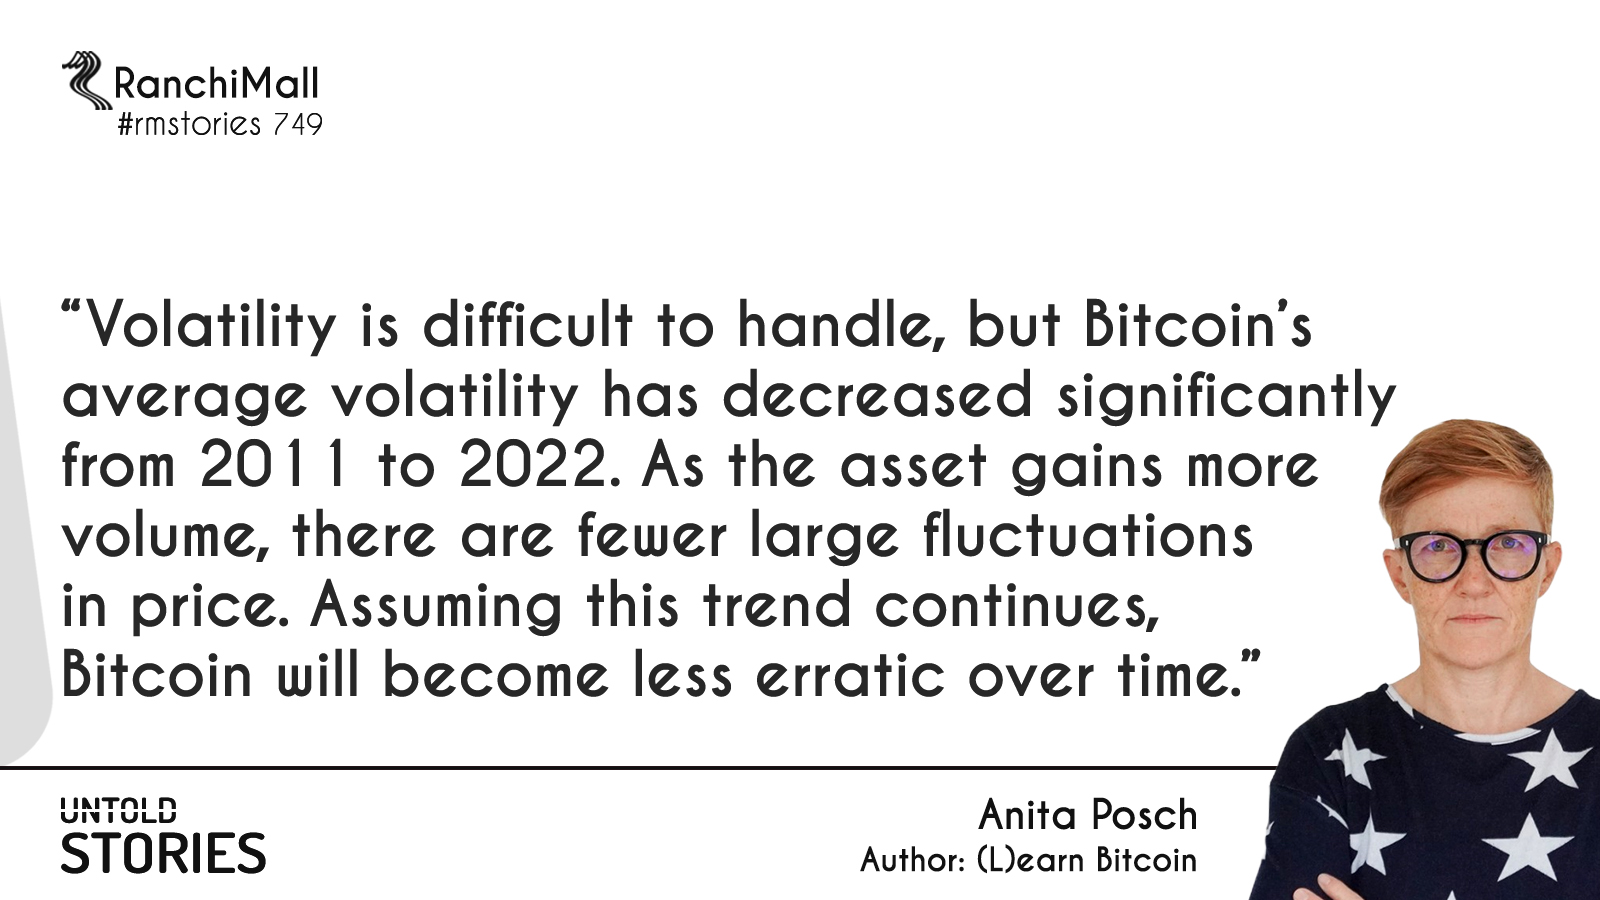 RanchiMall
#rmstories 749
“Volatility is difficult to handle, but Bitcoin’s
average volatility has decreased significantly
from 2011 to 2022. As the asset gains more
volume, there are fewer large fluctuations
in price. Assuming this trend continues,
Bitcoin will become less erratic over time.”
UNTOLD
STORIES
Anita Posch
Author: (L)earn Bitcoin